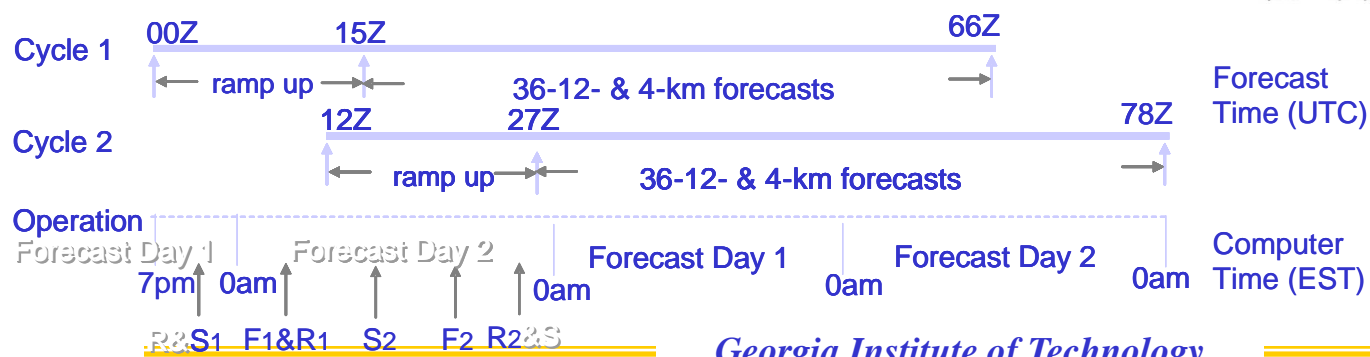 00Z 15Z 66Z
Cycle 1
ramp up 36-12- & 4-km forecasts
Forecast
Time (UTC)
12Z 27Z 78Z
Cycle 2
ramp up 36-12- & 4-km forecasts
Operation
Forecast Day 1 Forecast Day 2 Forecast Day 1 Forecast Day 2
Computer
Time (EST)
7pm 0am 0am 0am 0am
R&S1 F1&R1 S2 F2 R2&S
Georgia Institute of Technology